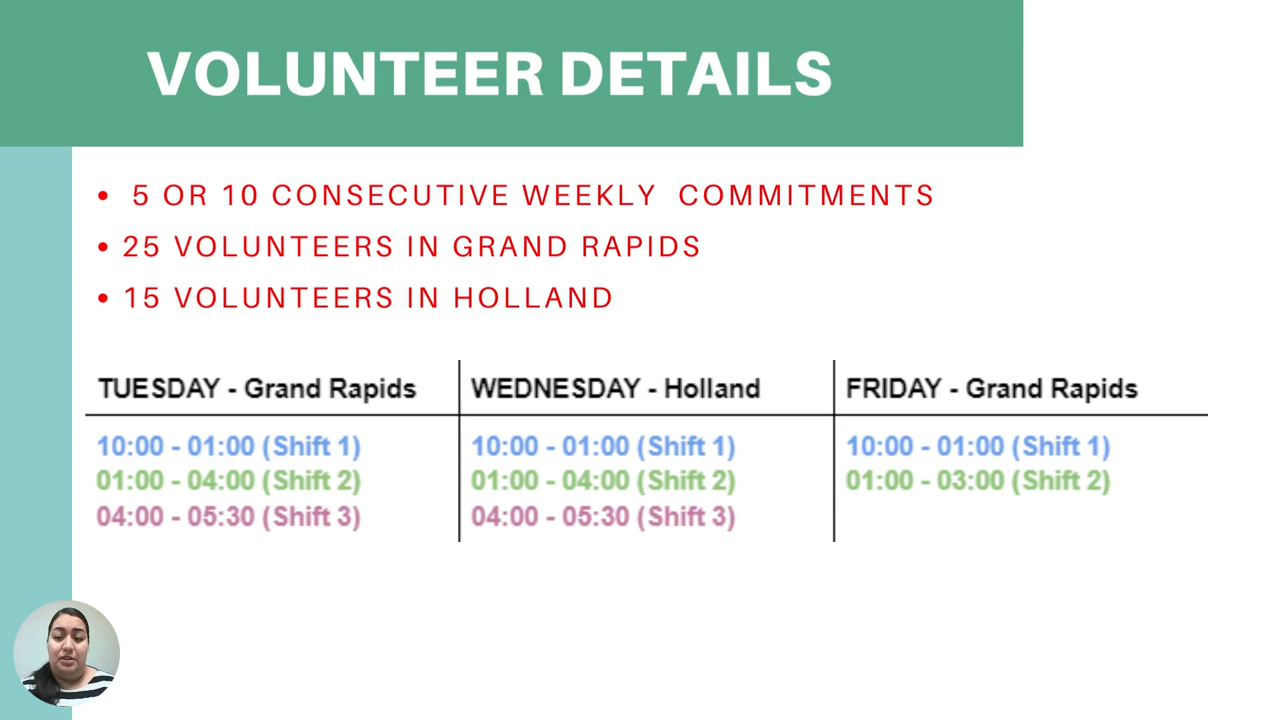 VOLUNTEER DETAILS
• 5 OR 10 CONSECUTIVE WEEKLY COMMITMENTS
• 25 VOLUNTEERS IN GRAND RAPIDS
• 15 VOLUNTEERS IN HOLLAND
TUESDAY - Grand Rapids
10:00 - 01:00 (Shift 1)
01:00 - 04:00 (Shift 2)
04:00 - 05:30 (Shift 3)
WEDNESDAY - Holland
10:00 - 01:00 (Shift 1)
01:00 - 04:00 (Shift 2)
04:00 - 05:30 (Shift 3)
FRIDAY - Grand Rapids
10:00 - 01:00 (Shift 1)
01:00 - 03:00 (Shift 2)